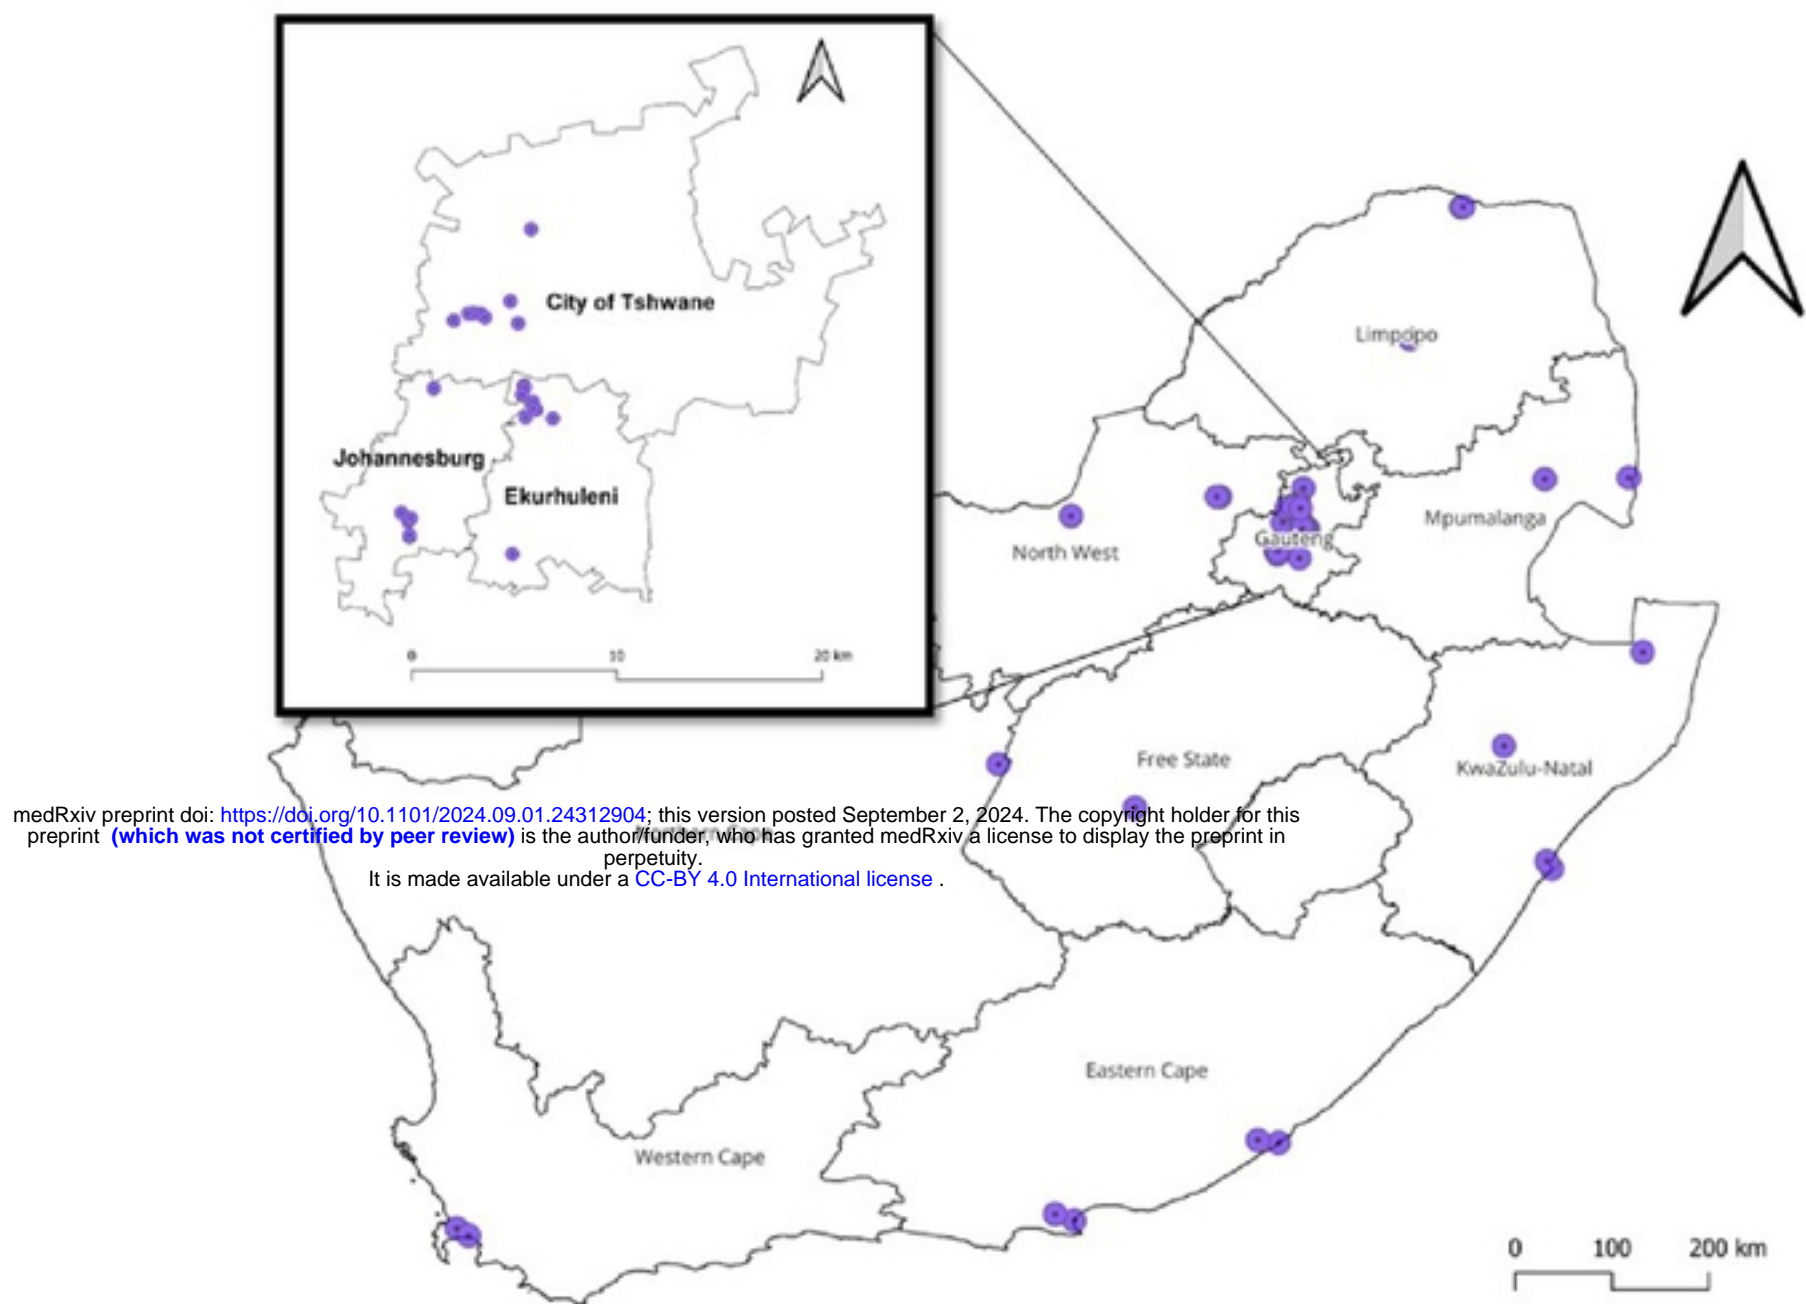 City of Tshwane
Johannesburg
Ekurhuleni
0 10 20 km
Limpopo
Mpumalanga
Gauteng
North West
Free State
KwaZulu-Natal
medRxiv preprint doi: https://doi.org/10.1101/2024.09.01.24312904; this version posted September 2, 2024. The copyright holder for this
preprint (which was not certified by peer review) is the author/funder, who has granted medRxiv a license to display the preprint in
perpetuity.
It is made available under a CC-BY 4.0 International license .
Northern Cape
Eastern Cape
Western Cape
0 100 200 km